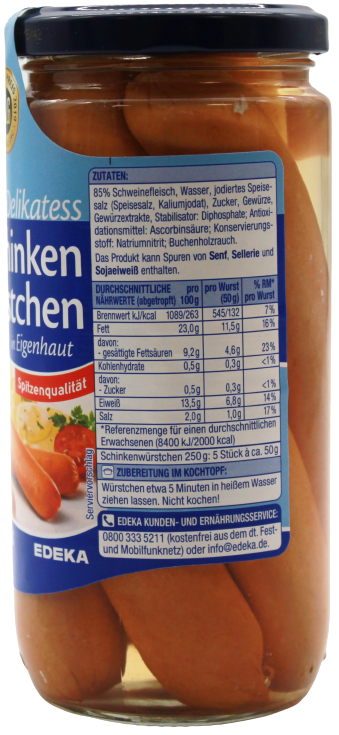 Delikatess
inken
tchen
Eigenhaut
Spitzenqualität
Serviervorschlag
EDEKA
ZUTATEN:
85% Schweinefleisch, Wasser, jodiertes Speise-
salz (Speisesalz, Kaliumjodat), Zucker, Gewürze,
Gewürzextrakte, Stabilisator: Diphosphate; Antioxi-
dationsmittel: Ascorbinsäure; Konservierungs-
stoff: Natriumnitrit; Buchenholzrauch.
Das Produkt kann Spuren von Senf, Sellerie und
Sojaeiweiß enthalten.
DURCHSCHNITTLICHE NÄHRWERTE (abgetropft) pro 100g pro Wurst (50g) % RM* pro Wurst
Brennwert kJ/kcal 1089/263 545/132 7%
Fett 23,0g 11,5g 16%
davon:
- gesättigte Fettsäuren 9,2g 4,6g 23%
Kohlenhydrate 0,5g 0,3g <1%
davon:
- Zucker 0,5g 0,3g <1%
Eiweiß 13,5g 6,8g 14%
Salz 2,0g 1,0g 17%
*Referenzmenge für einen durchschnittlichen
Erwachsenen (8400 kJ/2000 kcal)
Schinkenwürstchen 250g: 5 Stück à ca. 50g
ZUBEREITUNG IM KOCHTOPF:
Würstchen etwa 5 Minuten in heißem Wasser
ziehen lassen. Nicht kochen!
EDEKA KUNDEN- UND ERNÄHRUNGSSERVICE:
0800 333 5211 (kostenfrei aus dem dt. Fest-
und Mobilfunknetz) oder info@edeka.de.